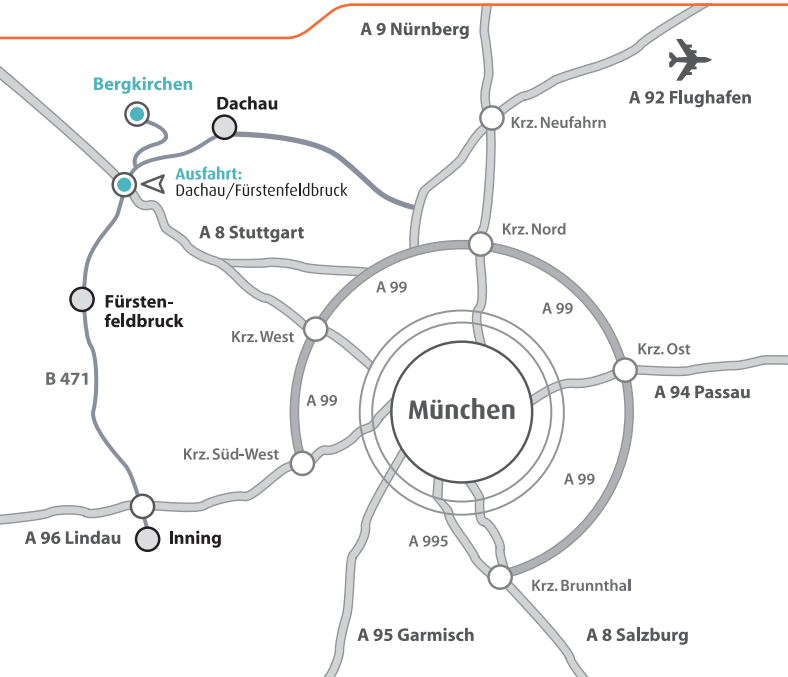 A 9 Nürnberg
A 92 Flughafen
Bergkirchen
Dachau
Krz. Neufahrn
Ausfahrt:
Dachau/Fürstenfeldbruck
A 8 Stuttgart
Krz. Nord
A 99
A 99
Fürsten-
feldbruck
Krz. West
Krz. Ost
B 471
A 99
München
A 94 Passau
Krz. Süd-West
A 99
A 96 Lindau
Inning
A 995
Krz. Brunnthal
A 95 Garmisch
A 8 Salzburg